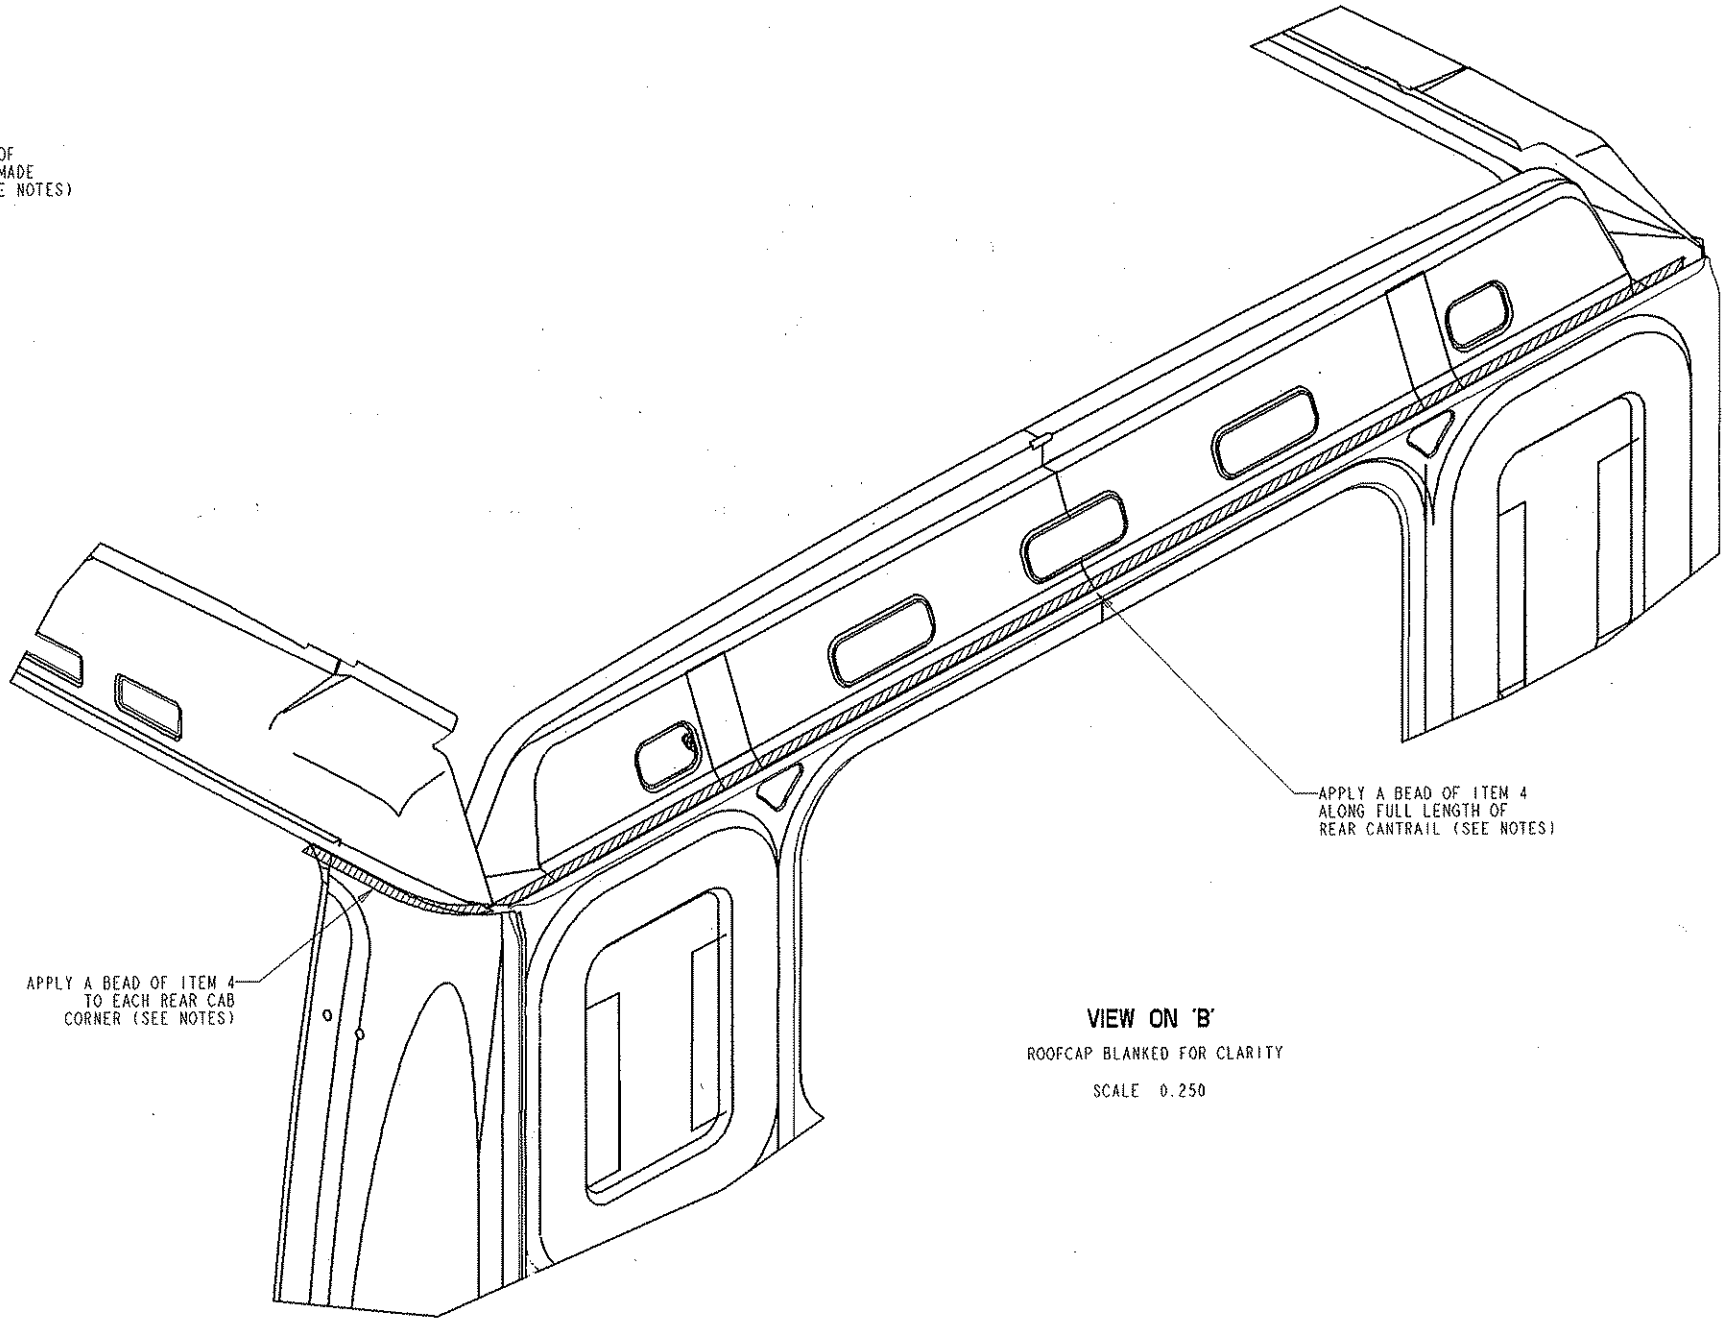 OF
MADE
E NOTES)
APPLY A BEAD OF ITEM 4
ALONG FULL LENGTH OF
REAR CANTRAIL (SEE NOTES)
APPLY A BEAD OF ITEM 4
TO EACH REAR CAB
CORNER (SEE NOTES)
VIEW ON 'B'
ROOFCAP BLANKED FOR CLARITY
SCALE 0.250